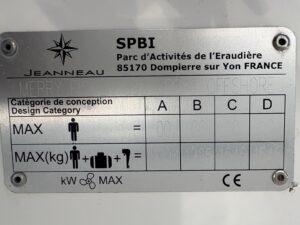 SPBI
Parc d'Activités de l'Eraudière
85170 Dompierre sur Yon FRANCE
JEANNEAU
Catégorie de conception
Design Category
A B C D
MAX =
MAX(kg) + + =
kW MAX
CE